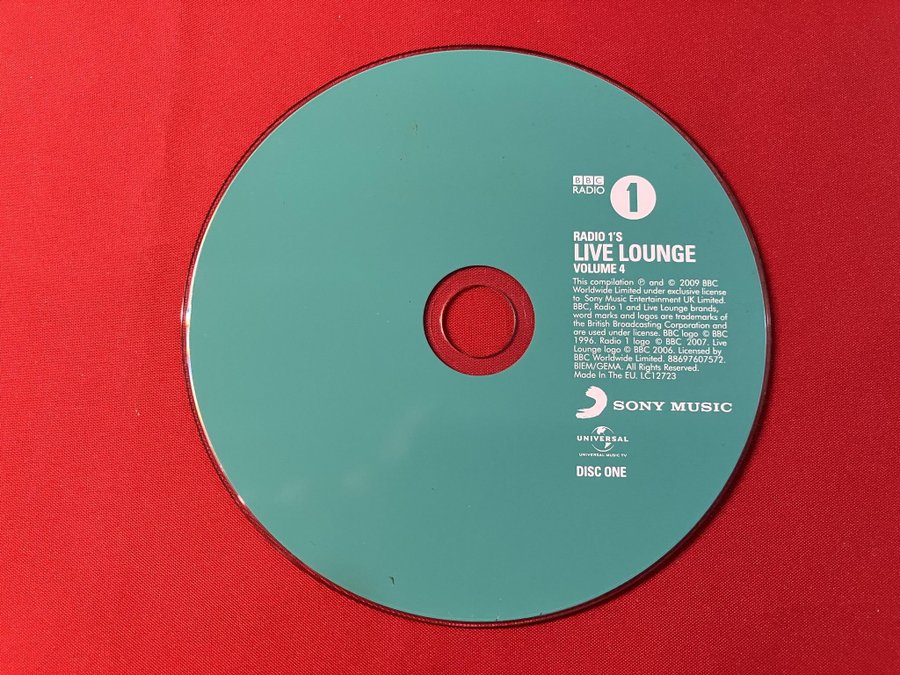 BBC
RADIO 1
RADIO 1'S
LIVE LOUNGE
VOLUME 4
This compilation ℗ and © 2009 BBC
Worldwide Limited under exclusive license
to Sony Music Entertainment UK Limited.
BBC, Radio 1 and Live Lounge brands,
word marks and logos are trademarks of
the British Broadcasting Corporation and
are used under license. BBC logo © BBC
1996. Radio 1 logo © BBC 2007. Live
Lounge logo © BBC 2006. Licensed by
BBC Worldwide Limited. 88697607572.
BIEM/GEMA. All Rights Reserved.
Made In The EU. LC12723
SONY MUSIC
UNIVERSAL
UNIVERSAL MUSIC TV
DISC ONE